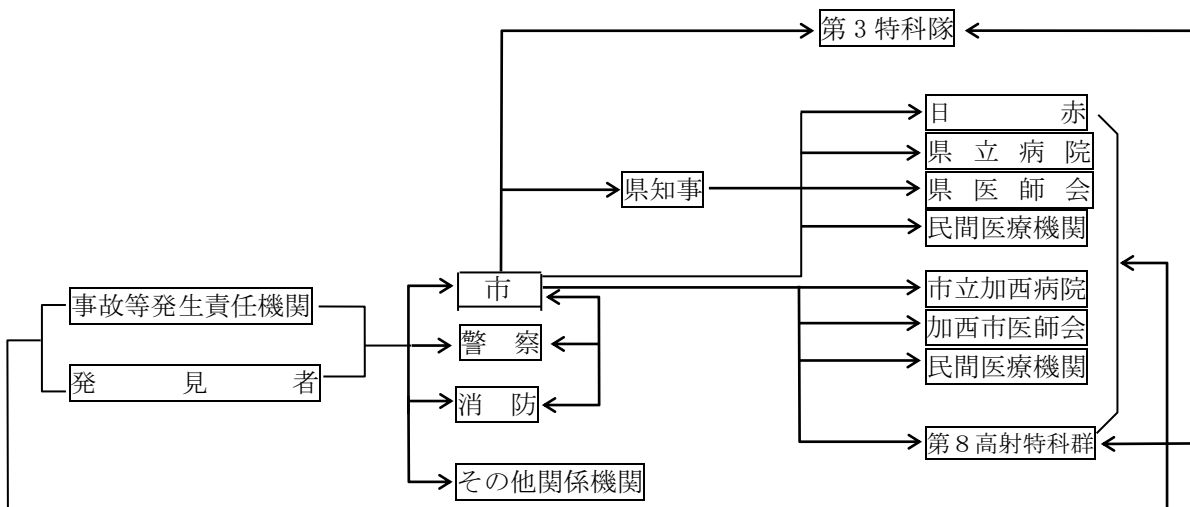 第3特科隊
日赤
県立病院
県知事
県医師会
民間医療機関
市
市立加西病院
事故等発生責任機関
加西市医師会
警察
民間医療機関
発見者
消防
第8高射特科群
その他関係機関